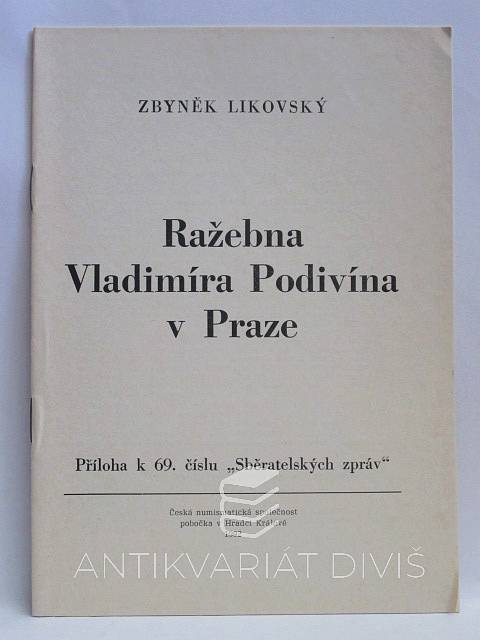 ZBYNĚK LIKOVSKÝ
Ražebna
Vladimíra Podivína
v Praze
Příloha k 69. číslu „Sběratelských zpráv“
Česká numismatická společnost
pobočka v Hradci Králové
ANTIKVARIÁT DIVIŠ